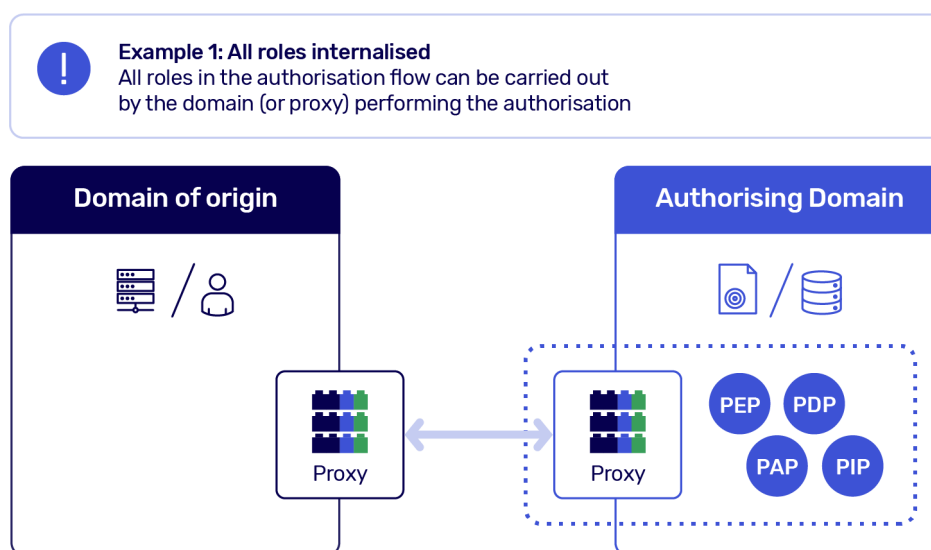 !
Example 1: All roles internalised
All roles in the authorisation flow can be carried out
by the domain (or proxy) performing the authorisation
Domain of origin
Authorising Domain
Proxy
Proxy
PEP
PDP
PAP
PIP